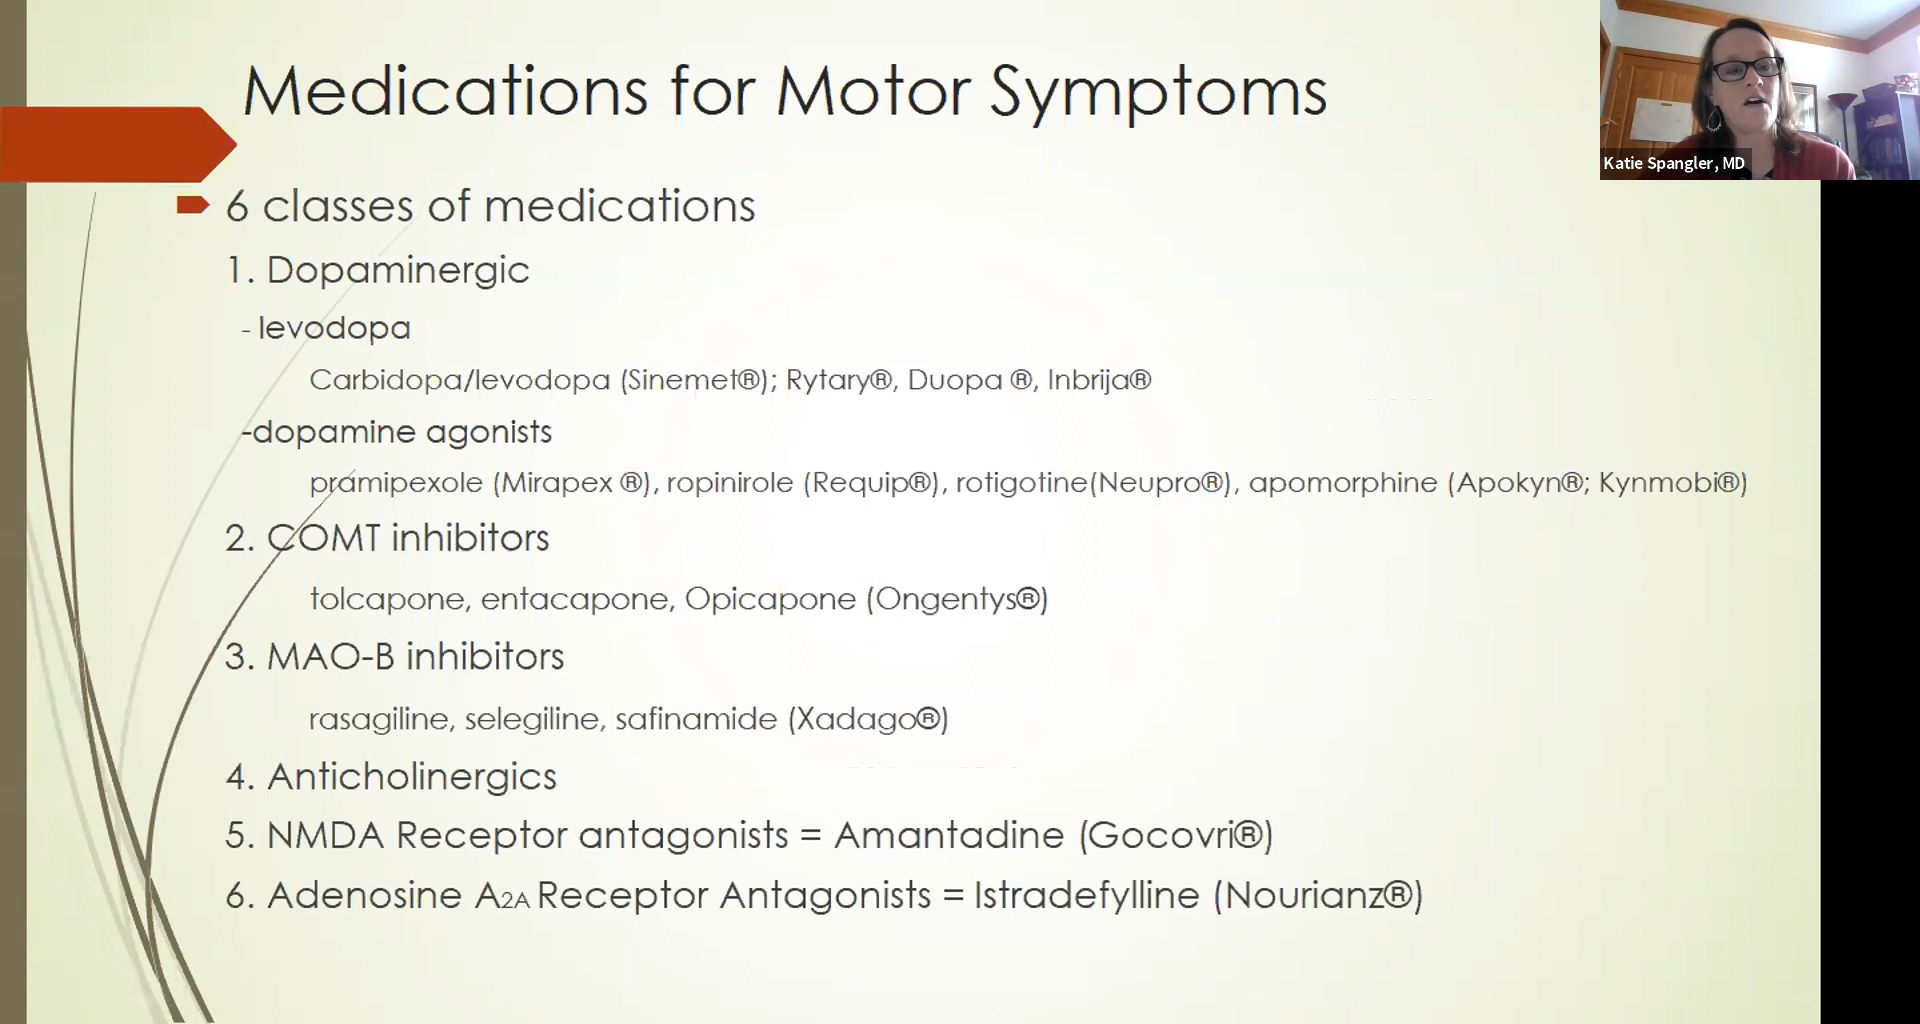 Medications for Motor Symptoms
Katie Spangler, MD
6 classes of medications
1. Dopaminergic
- levodopa
Carbidopa/levodopa (Sinemet®); Rytary®, Duopa ®, Inbrija®
-dopamine agonists
pramipexole (Mirapex ®), ropinirole (Requip®), rotigotine(Neupro®), apomorphine (Apokyn®; Kynmobi®)
2. COMT inhibitors
tolcapone, entacapone, Opicapone (Ongentys®)
3. MAO-B inhibitors
rasagiline, selegiline, safinamide (Xadago®)
4. Anticholinergics
5. NMDA Receptor antagonists = Amantadine (Gocovri®)
6. Adenosine A2A Receptor Antagonists = Istradefylline (Nourianz®)